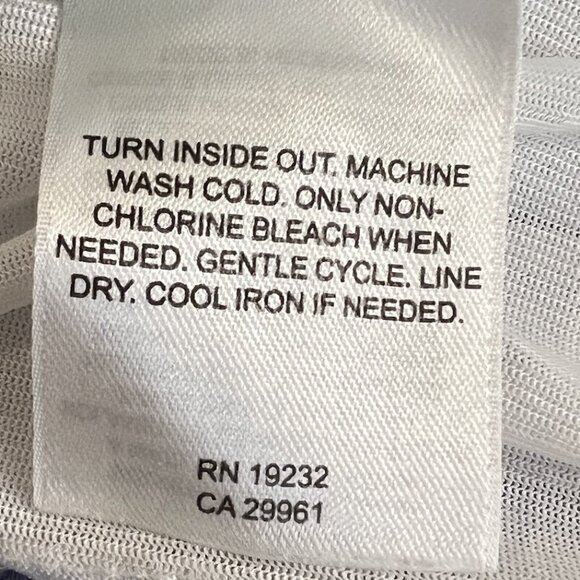 TURN INSIDE OUT. MACHINE
WASH COLD. ONLY NON-
CHLORINE BLEACH WHEN
NEEDED. GENTLE CYCLE. LINE
DRY. COOL IRON IF NEEDED.
RN 19232
CA 29961